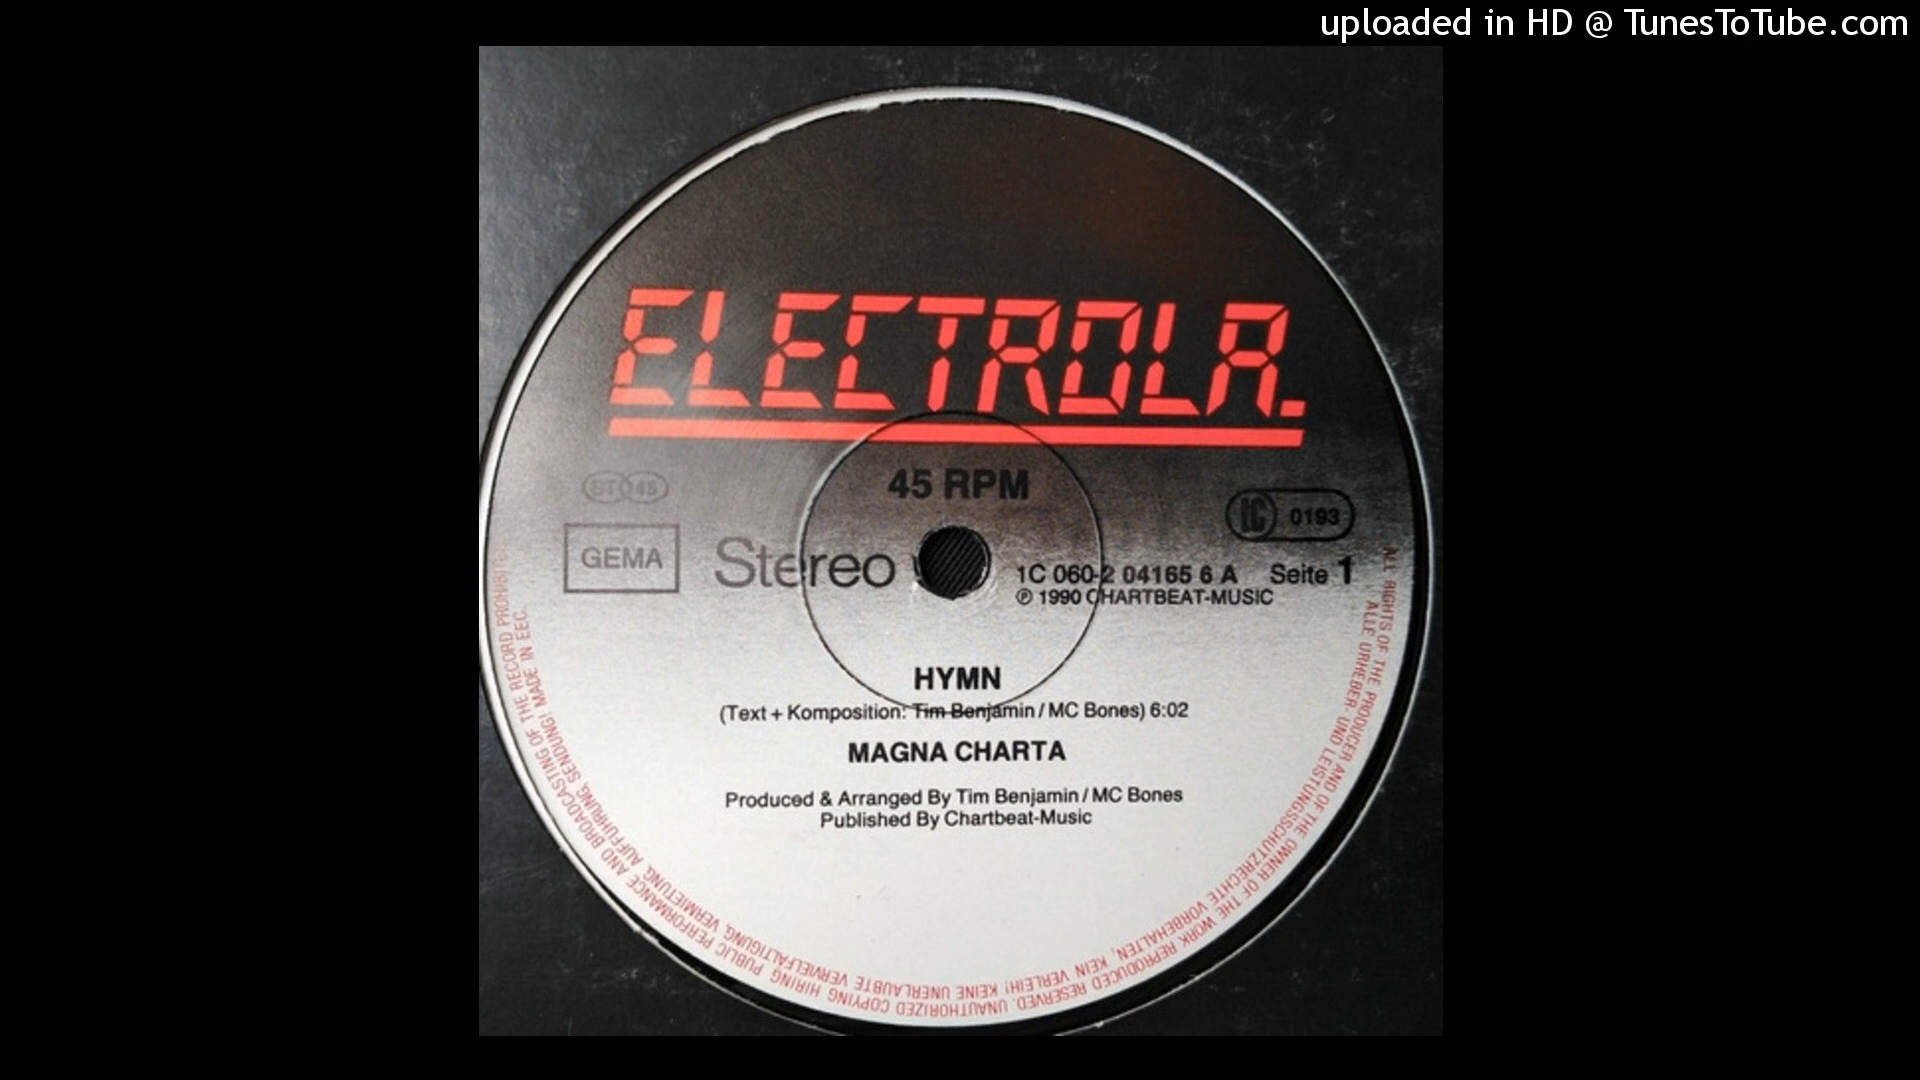 uploaded in HD @ TunesToTube.com
ELECTROLA.
45 RPM
ST 45
LC 0193
GEMA
Stereo
1C 060-2 04165 6 A Seite 1
℗ 1990 CHARTBEAT-MUSIC
HYMN
(Text + Komposition: Tim Benjamin / MC Bones) 6:02
MAGNA CHARTA
Produced & Arranged By Tim Benjamin / MC Bones
Published By Chartbeat-Music
ALL RIGHTS OF THE PRODUCER AND OF THE OWNER OF THE WORK REPRODUCED RESERVED. UNAUTHORIZED COPYING HIRING PUBLIC PERFORMANCE AND BROADCASTING OF THE RECORD PROHIBITED.
ALLE URHEBER- UND LEISTUNGSSCHUTZRECHTE VORBEHALTEN, KEIN VERLEIH! KEINE UNERLAUBTE VERVIELFÄLTIGUNG, VERMIETUNG, AUFFÜHRUNG, SENDUNG! MADE IN EEC.